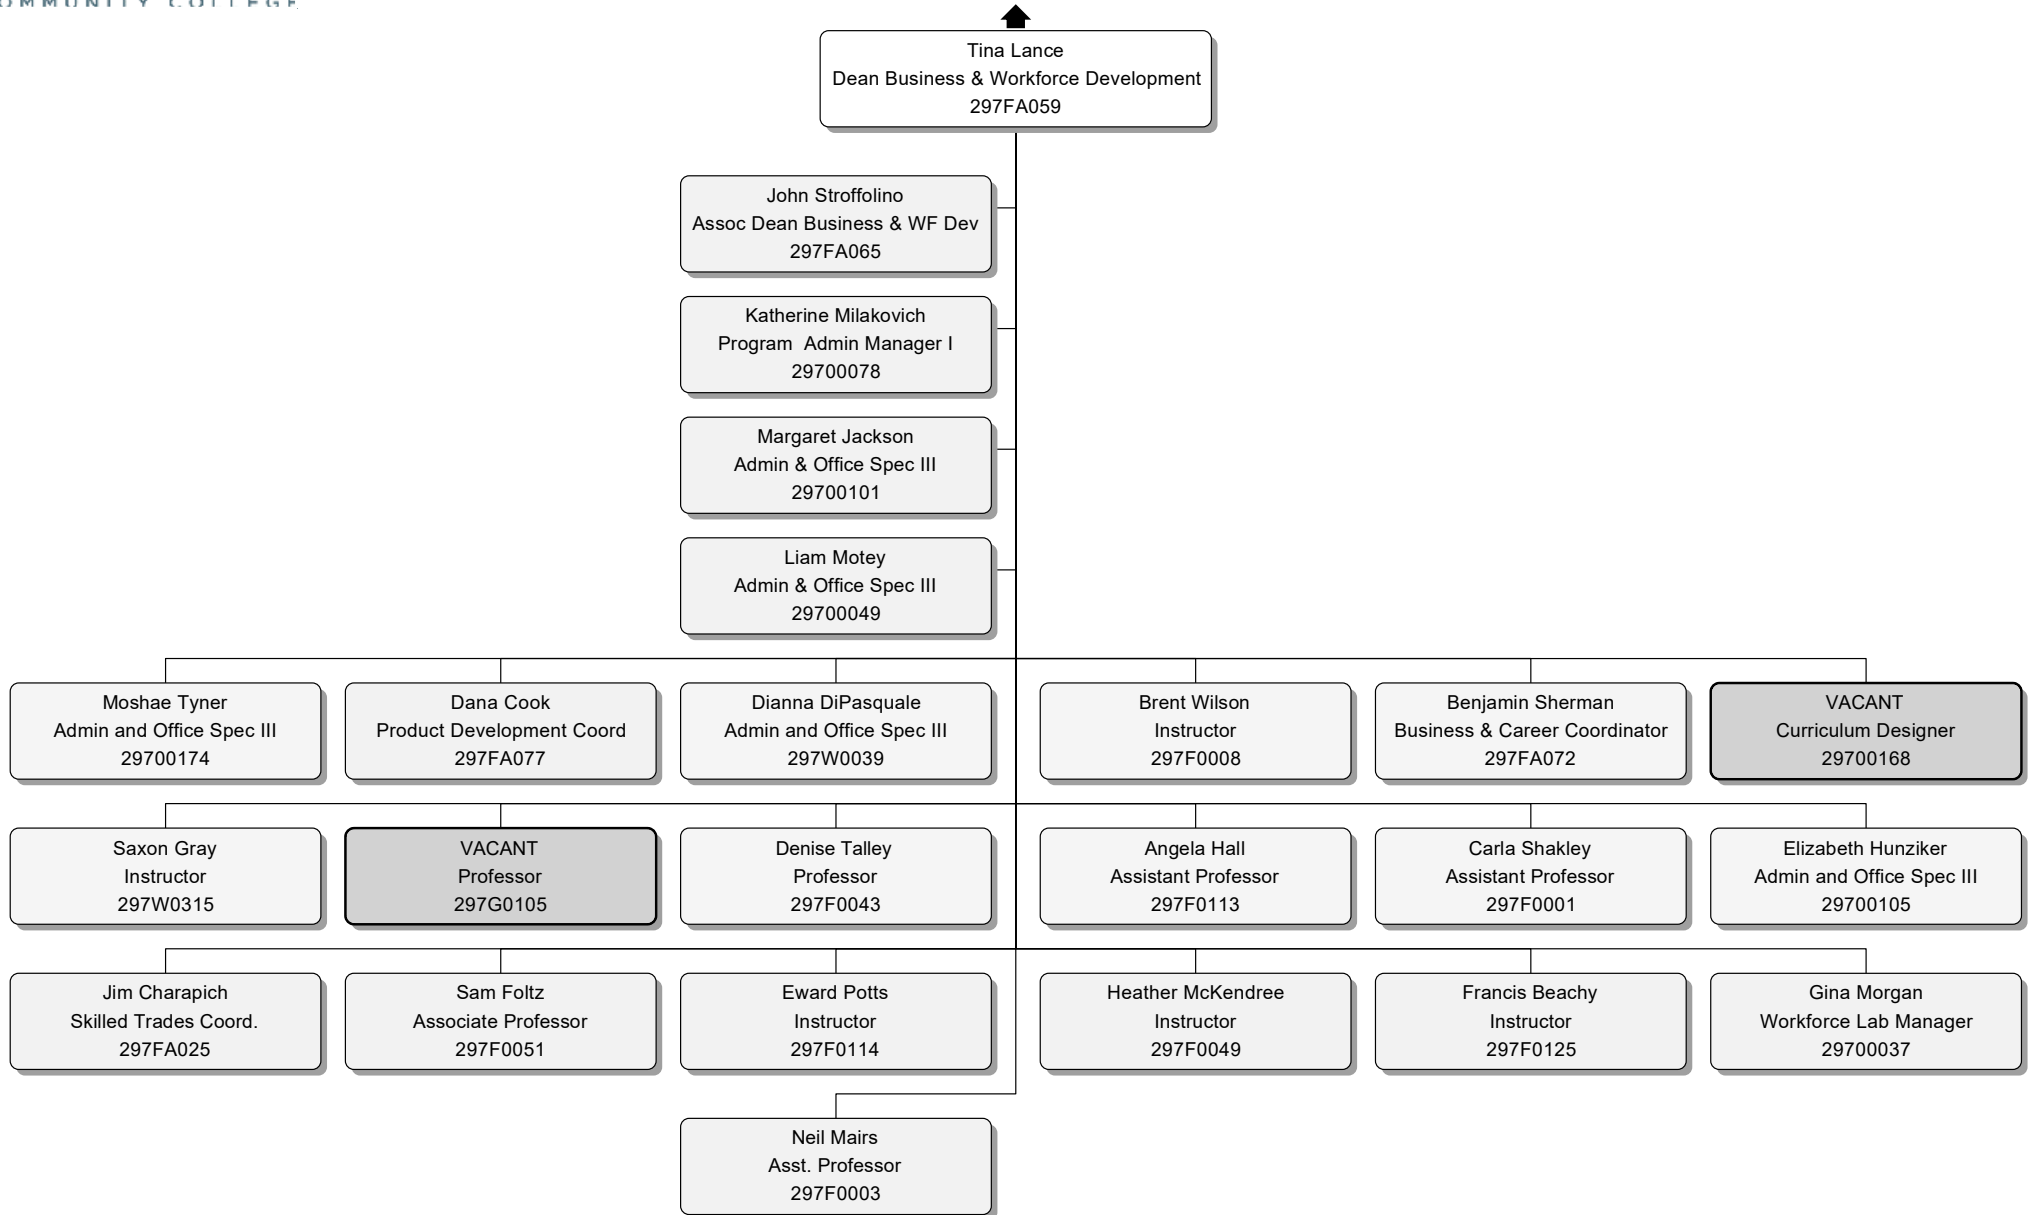 COMMUNITY COLLEGE
Tina Lance
Dean Business & Workforce Development
297FA059
John Stroffolino
Assoc Dean Business & WF Dev
297FA065
Katherine Milakovich
Program  Admin Manager I
29700078
Margaret Jackson
Admin & Office Spec III
29700101
Liam Motey
Admin & Office Spec III
29700049
Moshae Tyner
Admin and Office Spec III
29700174
Dana Cook
Product Development Coord
297FA077
Dianna DiPasquale
Admin and Office Spec III
297W0039
Brent Wilson
Instructor
297F0008
Benjamin Sherman
Business & Career Coordinator
297FA072
VACANT
Curriculum Designer
29700168
Saxon Gray
Instructor
297W0315
VACANT
Professor
297G0105
Denise Talley
Professor
297F0043
Angela Hall
Assistant Professor
297F0113
Carla Shakley
Assistant Professor
297F0001
Elizabeth Hunziker
Admin and Office Spec III
29700105
Jim Charapich
Skilled Trades Coord.
297FA025
Sam Foltz
Associate Professor
297F0051
Eward Potts
Instructor
297F0114
Heather McKendree
Instructor
297F0049
Francis Beachy
Instructor
297F0125
Gina Morgan
Workforce Lab Manager
29700037
Neil Mairs
Asst. Professor
297F0003